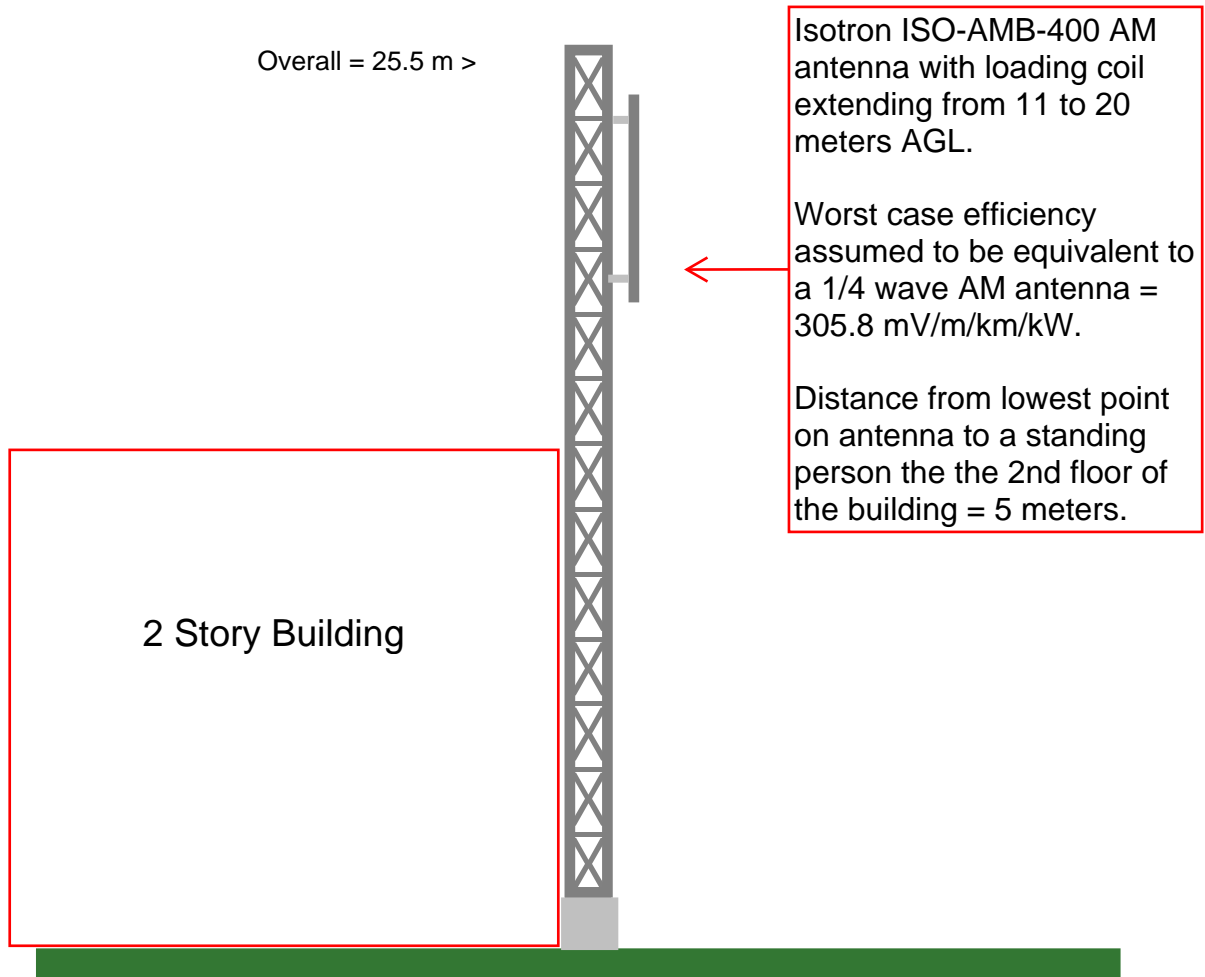 Overall = 25.5 m >
Isotron ISO-AMB-400 AM
antenna with loading coil
extending from 11 to 20
meters AGL.
Worst case efficiency
assumed to be equivalent to
a 1/4 wave AM antenna =
305.8 mV/m/km/kW.
Distance from lowest point
on antenna to a standing
person the the 2nd floor of
the building = 5 meters.
2 Story Building